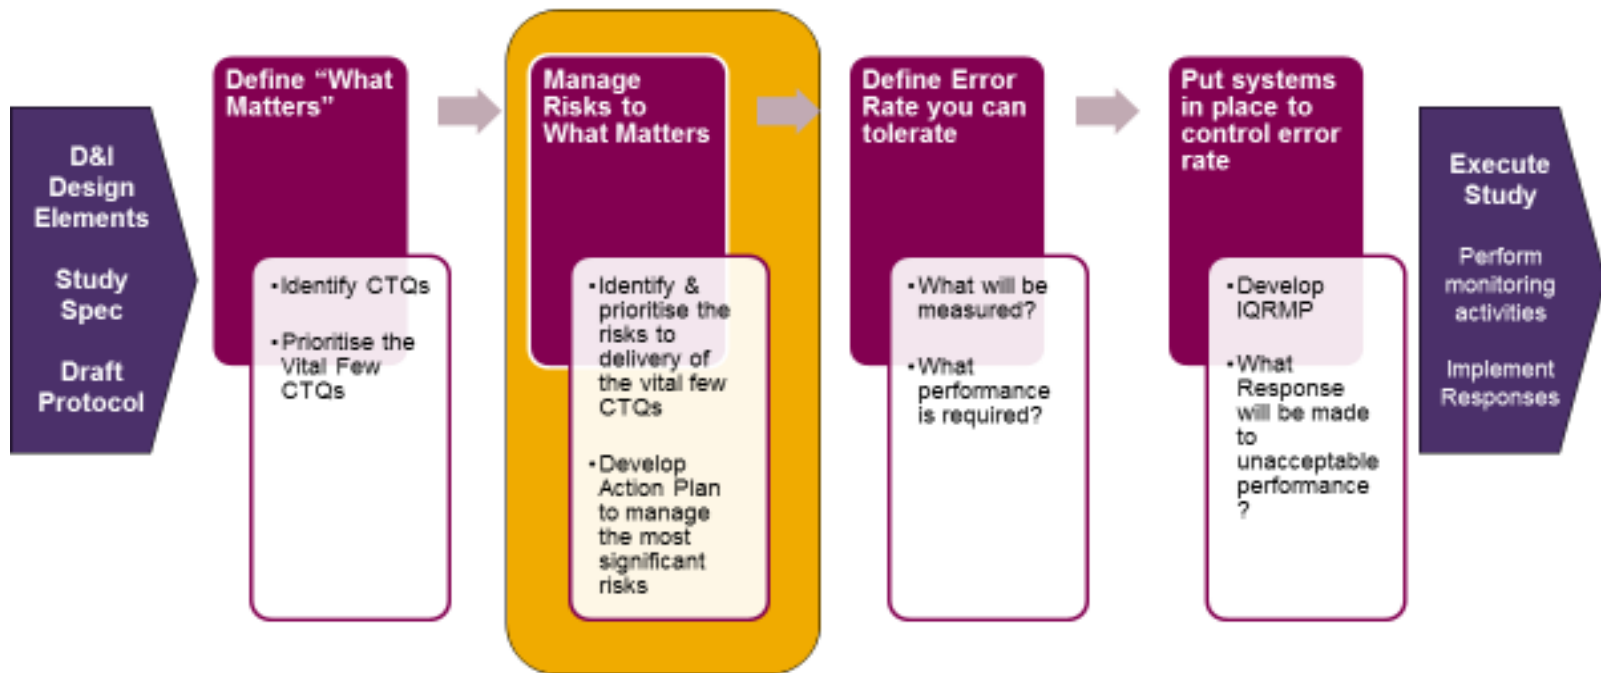 D&I
Design
Elements
Study
Spec
Draft
Protocol
Define “What
Matters”
•Identify CTQs
•Prioritise the
Vital Few
CTQs
Manage
Risks to
What Matters
•Identify &
prioritise the
risks to
delivery of
the vital few
CTQs
•Develop
Action Plan
to manage
the most
significant
risks
Define Error
Rate you can
tolerate
•What will be
measured?
•What
performance
is required?
Put systems
in place to
control error
rate
•Develop
IQRMP
•What
Response
will be made
to
unacceptable
performance
?
Execute
Study
Perform
monitoring
activities
Implement
Responses